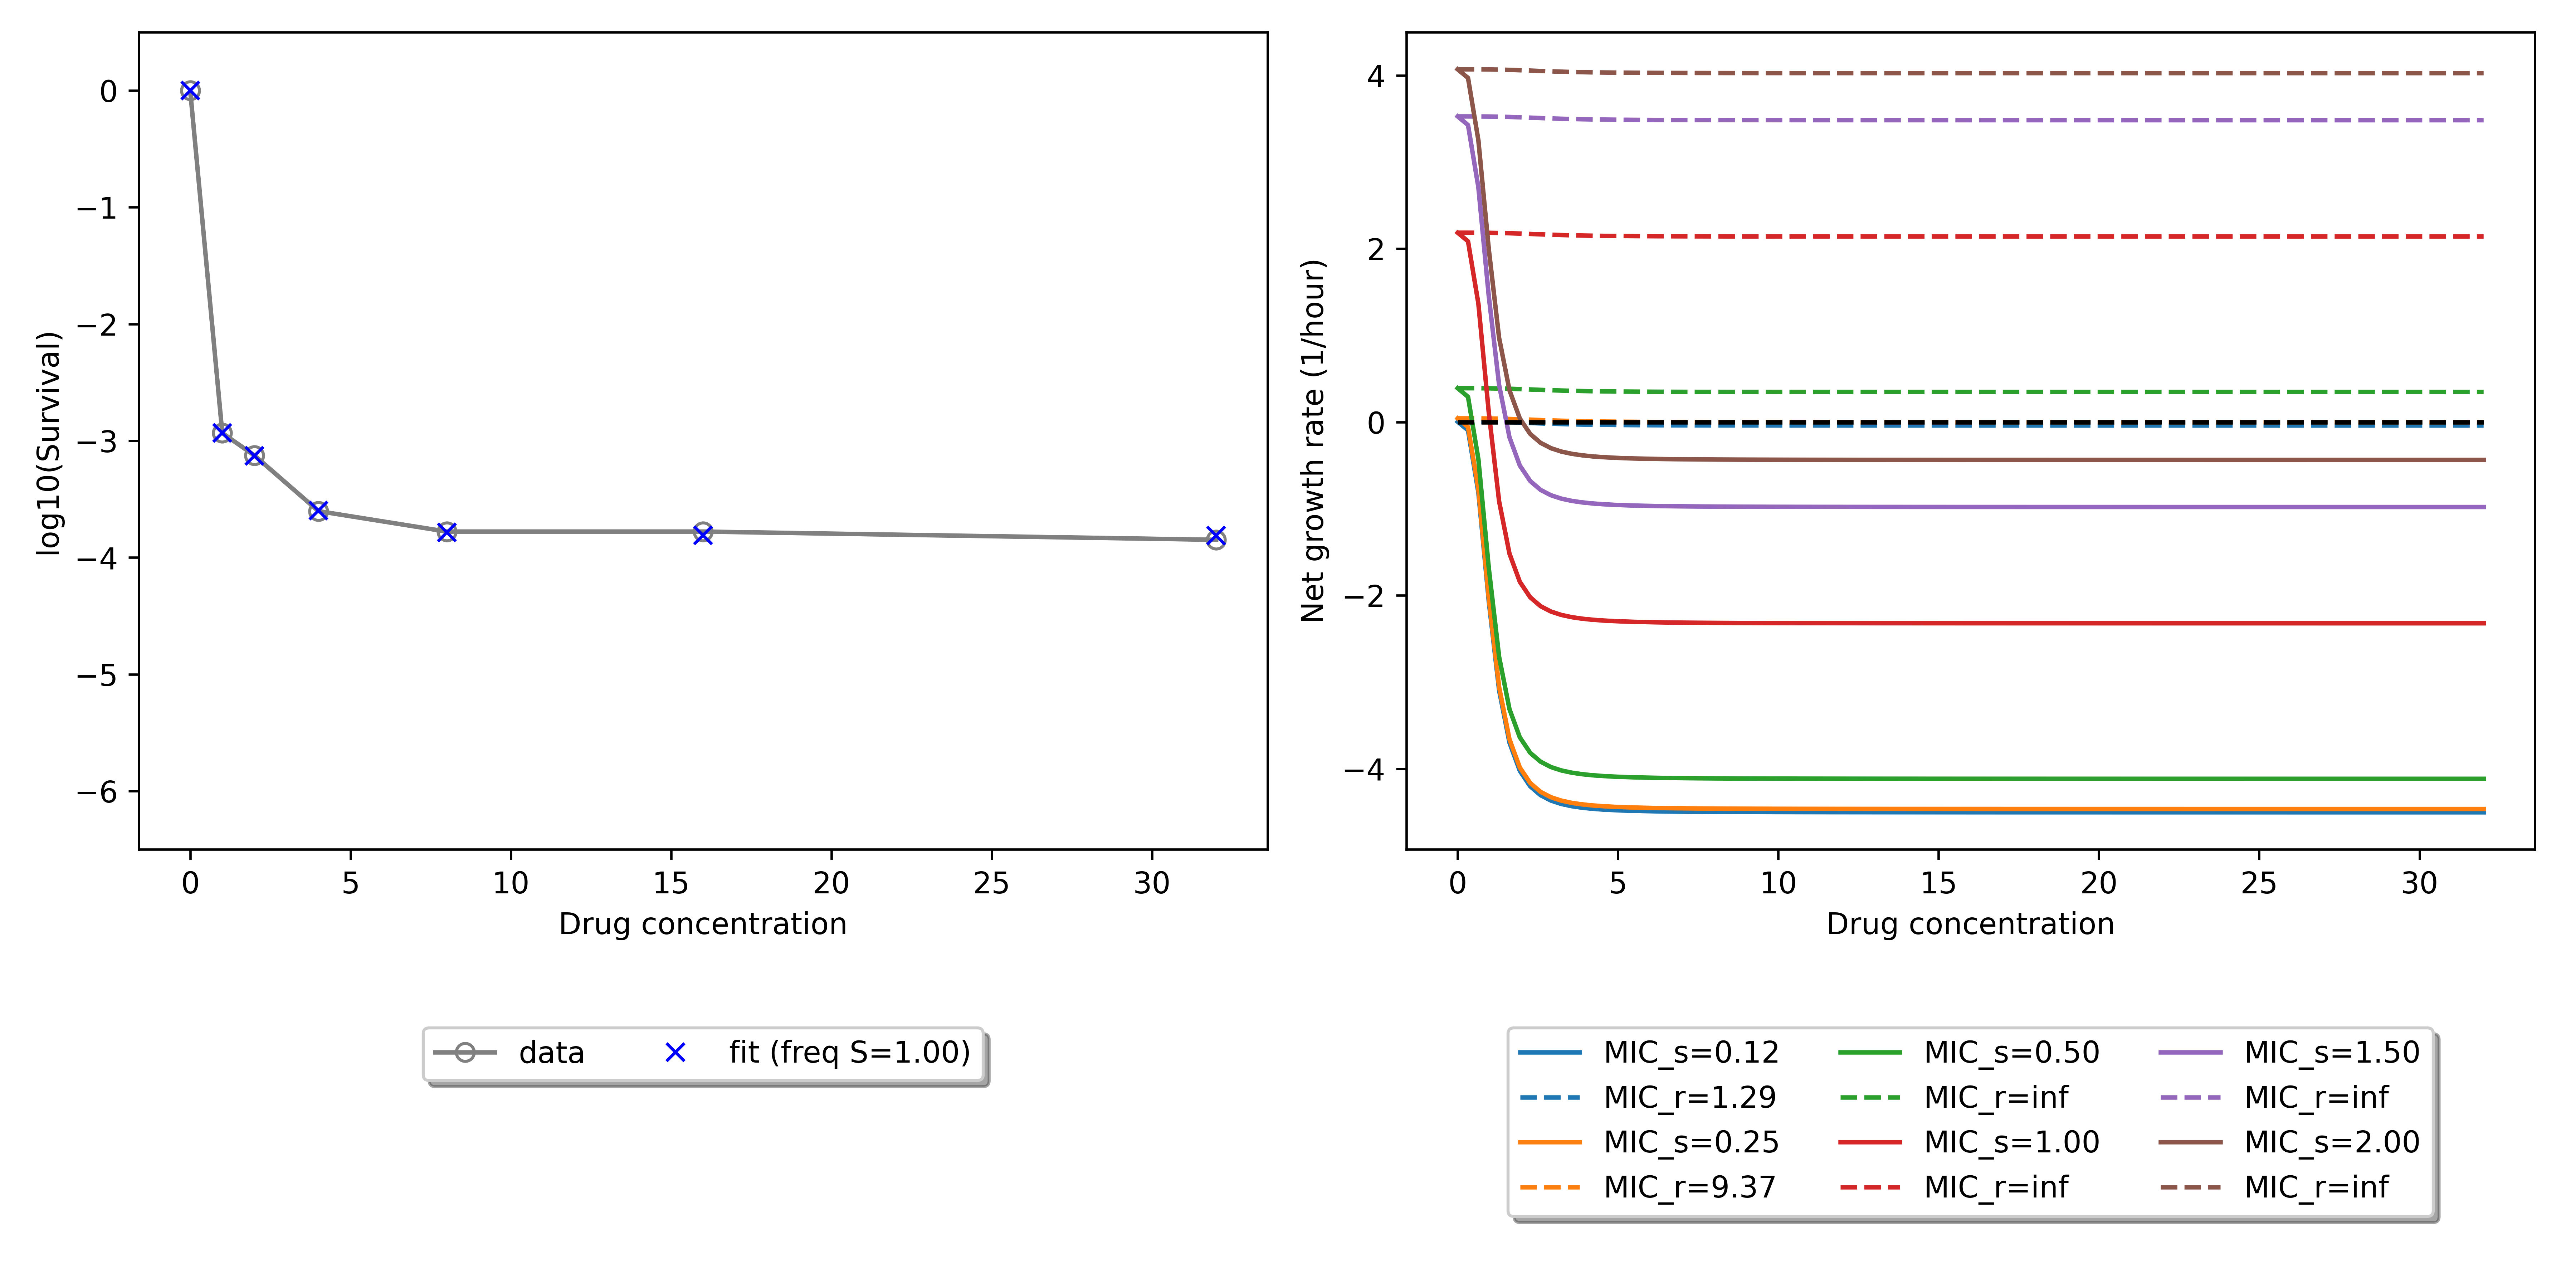 0
−1
−2
−3
−4
−5
−6
log10(Survival)
0 5 10 15 20 25 30
Drug concentration
data fit (freq S=1.00)
4
2
0
−2
−4
Net growth rate (1/hour)
0 5 10 15 20 25 30
Drug concentration
MIC_s=0.12 MIC_s=0.50 MIC_s=1.50
MIC_r=1.29 MIC_r=inf MIC_r=inf
MIC_s=0.25 MIC_s=1.00 MIC_s=2.00
MIC_r=9.37 MIC_r=inf MIC_r=inf